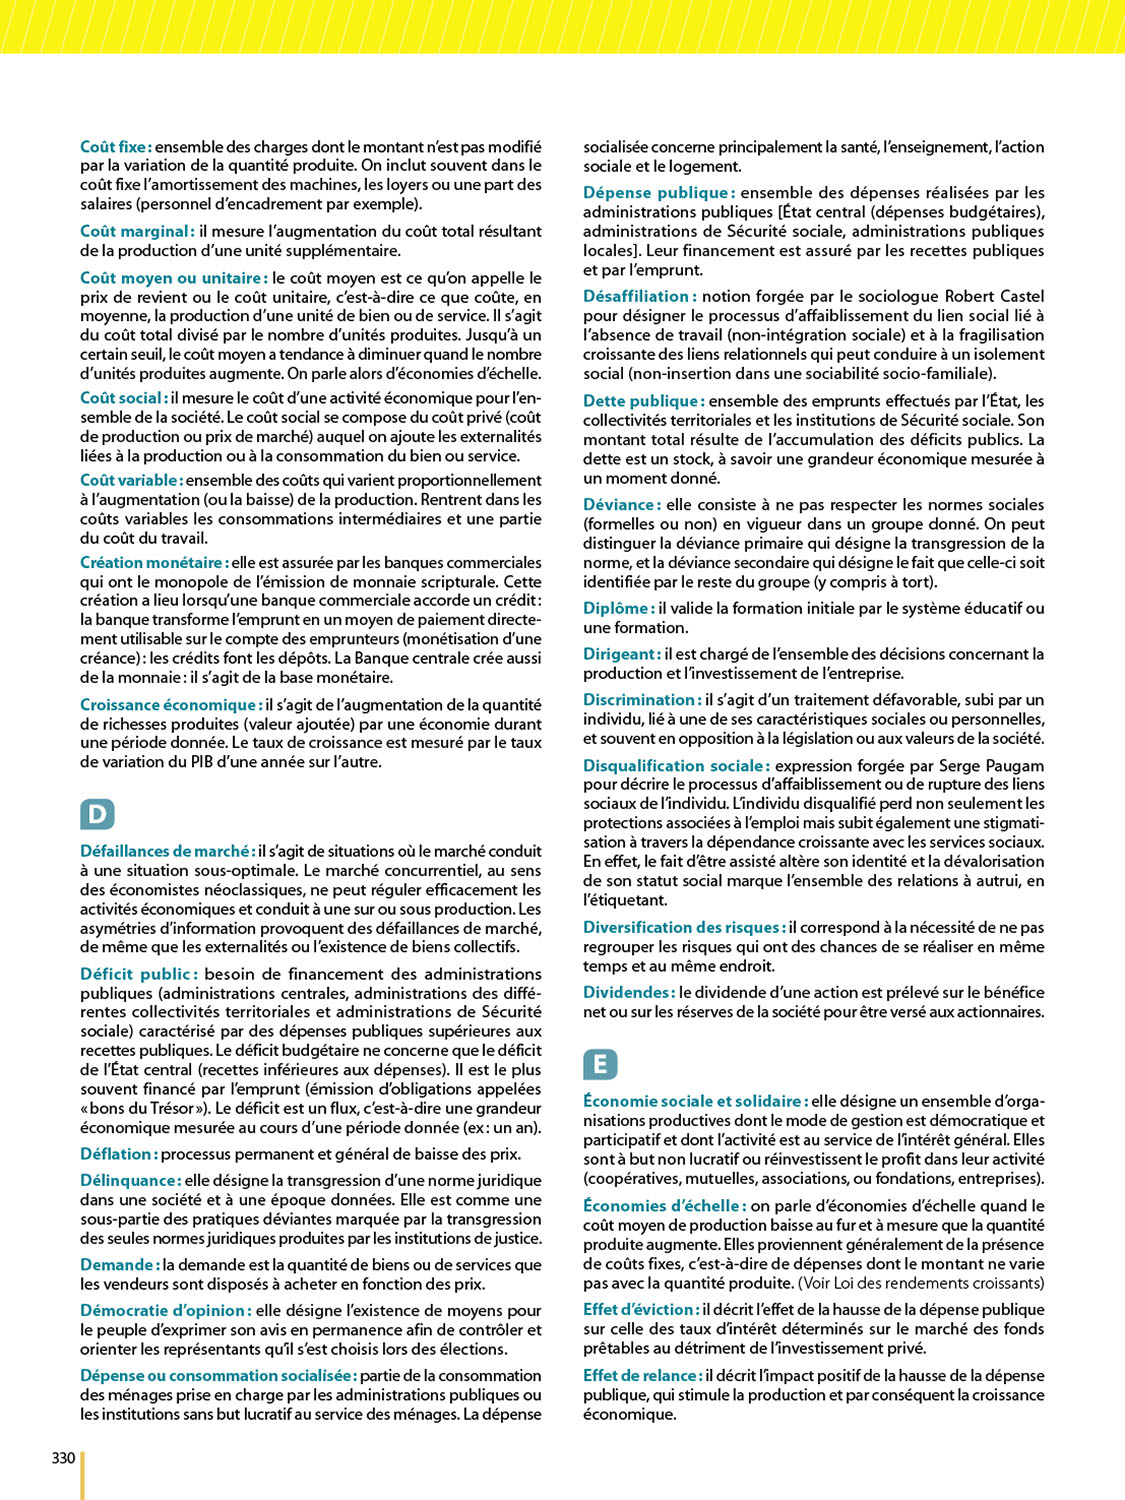 Coût fixe : ensemble des charges dont le montant n’est pas modifié
par la variation de la quantité produite. On inclut souvent dans le
coût fixe l’amortissement des machines, les loyers ou une part des
salaires (personnel d’encadrement par exemple).
Coût marginal : il mesure l’augmentation du coût total résultant
de la production d’une unité supplémentaire.
Coût moyen ou unitaire : le coût moyen est ce qu’on appelle le
prix de revient ou le coût unitaire, c’est-à-dire ce que coûte, en
moyenne, la production d’une unité de bien ou de service. Il s’agit
du coût total divisé par le nombre d’unités produites. Jusqu’à un
certain seuil, le coût moyen a tendance à diminuer quand le nombre
d’unités produites augmente. On parle alors d’économies d’échelle.
Coût social : il mesure le coût d’une activité économique pour l’en-
semble de la société. Le coût social se compose du coût privé (coût
de production ou prix de marché) auquel on ajoute les externalités
liées à la production ou à la consommation du bien ou service.
Coût variable : ensemble des coûts qui varient proportionnellement
à l’augmentation (ou la baisse) de la production. Rentrent dans les
coûts variables les consommations intermédiaires et une partie
du coût du travail.
Création monétaire : elle est assurée par les banques commerciales
qui ont le monopole de l’émission de monnaie scripturale. Cette
création a lieu lorsqu’une banque commerciale accorde un crédit :
la banque transforme l’emprunt en un moyen de paiement directe-
ment utilisable sur le compte des emprunteurs (monétisation d’une
créance) : les crédits font les dépôts. La Banque centrale crée aussi
de la monnaie : il s’agit de la base monétaire.
Croissance économique : il s’agit de l’augmentation de la quantité
de richesses produites (valeur ajoutée) par une économie durant
une période donnée. Le taux de croissance est mesuré par le taux
de variation du PIB d’une année sur l’autre.
D
Défaillances de marché : il s’agit de situations où le marché conduit
à une situation sous-optimale. Le marché concurrentiel, au sens
des économistes néoclassiques, ne peut réguler efficacement les
activités économiques et conduit à une sur ou sous production. Les
asymétries d’information provoquent des défaillances de marché,
de même que les externalités ou l’existence de biens collectifs.
Déficit public : besoin de financement des administrations
publiques (administrations centrales, administrations des diffé-
rentes collectivités territoriales et administrations de Sécurité
sociale) caractérisé par des dépenses publiques supérieures aux
recettes publiques. Le déficit budgétaire ne concerne que le déficit
de l’État central (recettes inférieures aux dépenses). Il est le plus
souvent financé par l’emprunt (émission d’obligations appelées
« bons du Trésor »). Le déficit est un flux, c’est-à-dire une grandeur
économique mesurée au cours d’une période donnée (ex : un an).
Déflation : processus permanent et général de baisse des prix.
Délinquance : elle désigne la transgression d’une norme juridique
dans une société et à une époque données. Elle est comme une
sous-partie des pratiques déviantes marquée par la transgression
des seules normes juridiques produites par les institutions de justice.
Demande : la demande est la quantité de biens ou de services que
les vendeurs sont disposés à acheter en fonction des prix.
Démocratie d’opinion : elle désigne l’existence de moyens pour
le peuple d’exprimer son avis en permanence afin de contrôler et
orienter les représentants qu’il s’est choisis lors des élections.
Dépense ou consommation socialisée : partie de la consommation
des ménages prise en charge par les administrations publiques ou
les institutions sans but lucratif au service des ménages. La dépense
socialisée concerne principalement la santé, l’enseignement, l’action
sociale et le logement.
Dépense publique : ensemble des dépenses réalisées par les
administrations publiques [État central (dépenses budgétaires),
administrations de Sécurité sociale, administrations publiques
locales]. Leur financement est assuré par les recettes publiques
et par l’emprunt.
Désaffiliation : notion forgée par le sociologue Robert Castel
pour désigner le processus d’affaiblissement du lien social lié à
l’absence de travail (non-intégration sociale) et à la fragilisation
croissante des liens relationnels qui peut conduire à un isolement
social (non-insertion dans une sociabilité socio-familiale).
Dette publique : ensemble des emprunts effectués par l’État, les
collectivités territoriales et les institutions de Sécurité sociale. Son
montant total résulte de l’accumulation des déficits publics. La
dette est un stock, à savoir une grandeur économique mesurée à
un moment donné.
Déviance : elle consiste à ne pas respecter les normes sociales
(formelles ou non) en vigueur dans un groupe donné. On peut
distinguer la déviance primaire qui désigne la transgression de la
norme, et la déviance secondaire qui désigne le fait que celle-ci soit
identifiée par le reste du groupe (y compris à tort).
Diplôme : il valide la formation initiale par le système éducatif ou
une formation.
Dirigeant : il est chargé de l’ensemble des décisions concernant la
production et l’investissement de l’entreprise.
Discrimination : il s’agit d’un traitement défavorable, subi par un
individu, lié à une de ses caractéristiques sociales ou personnelles,
et souvent en opposition à la législation ou aux valeurs de la société.
Disqualification sociale : expression forgée par Serge Paugam
pour décrire le processus d’affaiblissement ou de rupture des liens
sociaux de l’individu. L’individu disqualifié perd non seulement les
protections associées à l’emploi mais subit également une stigmati-
sation à travers la dépendance croissante avec les services sociaux.
En effet, le fait d’être assisté altère son identité et la dévalorisation
de son statut social marque l’ensemble des relations à autrui, en
l’étiquetant.
Diversification des risques : il correspond à la nécessité de ne pas
regrouper les risques qui ont des chances de se réaliser en même
temps et au même endroit.
Dividendes : le dividende d’une action est prélevé sur le bénéfice
net ou sur les réserves de la société pour être versé aux actionnaires.
E
Économie sociale et solidaire : elle désigne un ensemble d’orga-
nisations productives dont le mode de gestion est démocratique et
participatif et dont l’activité est au service de l’intérêt général. Elles
sont à but non lucratif ou réinvestissent le profit dans leur activité
(coopératives, mutuelles, associations, ou fondations, entreprises).
Économies d’échelle : on parle d’économies d’échelle quand le
coût moyen de production baisse au fur et à mesure que la quantité
produite augmente. Elles proviennent généralement de la présence
de coûts fixes, c’est-à-dire de dépenses dont le montant ne varie
pas avec la quantité produite. (Voir Loi des rendements croissants)
Effet d’éviction : il décrit l’effet de la hausse de la dépense publique
sur celle des taux d’intérêt déterminés sur le marché des fonds
prêtables au détriment de l’investissement privé.
Effet de relance : il décrit l’impact positif de la hausse de la dépense
publique, qui stimule la production et par conséquent la croissance
économique.
330